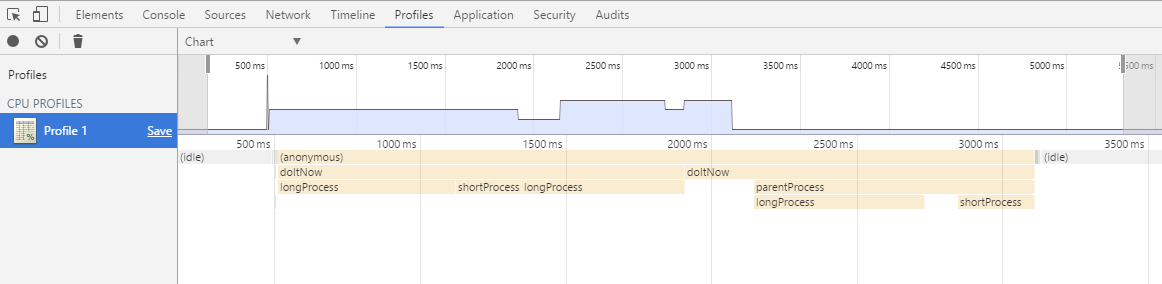 Elements Console Sources Network Timeline Profiles Application Security Audits
Chart
Profiles
CPU PROFILES
Profile 1 Save
500 ms 1000 ms 1500 ms 2000 ms 2500 ms 3000 ms 3500 ms 4000 ms 4500 ms 5000 ms 5500 ms
500 ms 1000 ms 1500 ms 2000 ms 2500 ms 3000 ms 3500 ms
(idle) (anonymous) (idle)
doItNow doItNow
longProcess shortProcess longProcess parentProcess
longProcess shortProcess